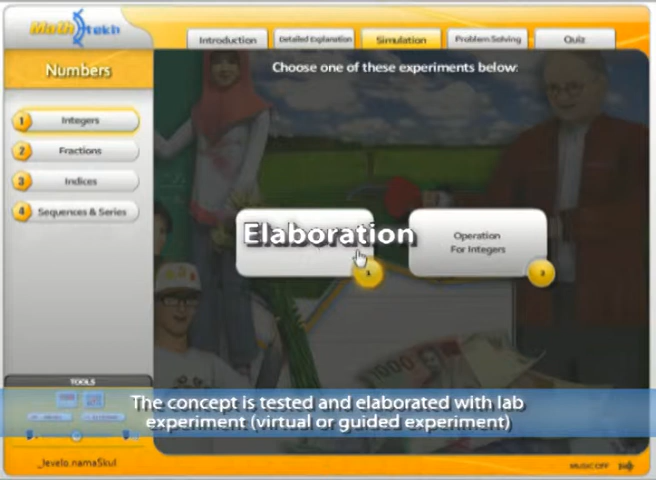 Mathtekh
Introduction
Detailed Explanation
Simulation
Problem Solving
Quiz
Numbers
Choose one of these experiments below:
1 Integers
2 Fractions
3 Indices
4 Sequences & Series
Elaboration
1
Operation
For Integers
2
1000
TOOLS
The concept is tested and elaborated with lab
experiment (virtual or guided experiment)
_levelo.namaSkul
MUSIC OFF